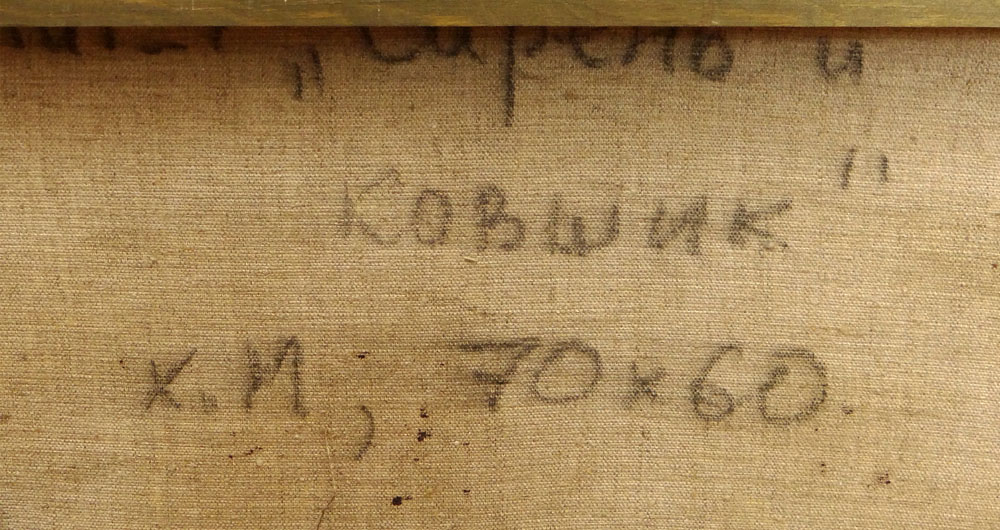 „Сирень и
ковшик"
х.м, 70х60.